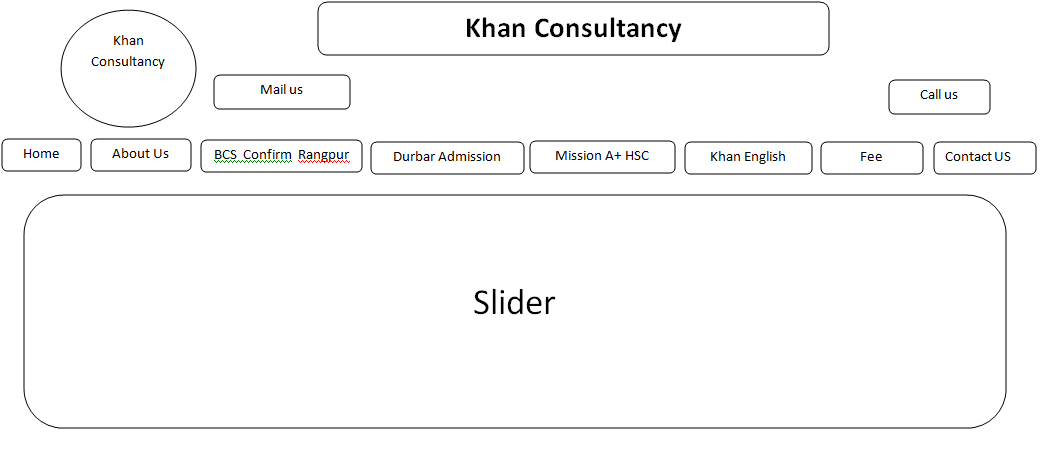 Khan Consultancy
Khan
Consultancy
Mail us
Call us
Home
About Us
BCS Confirm Rangpur
Durbar Admission
Mission A+ HSC
Khan English
Fee
Contact US
Slider